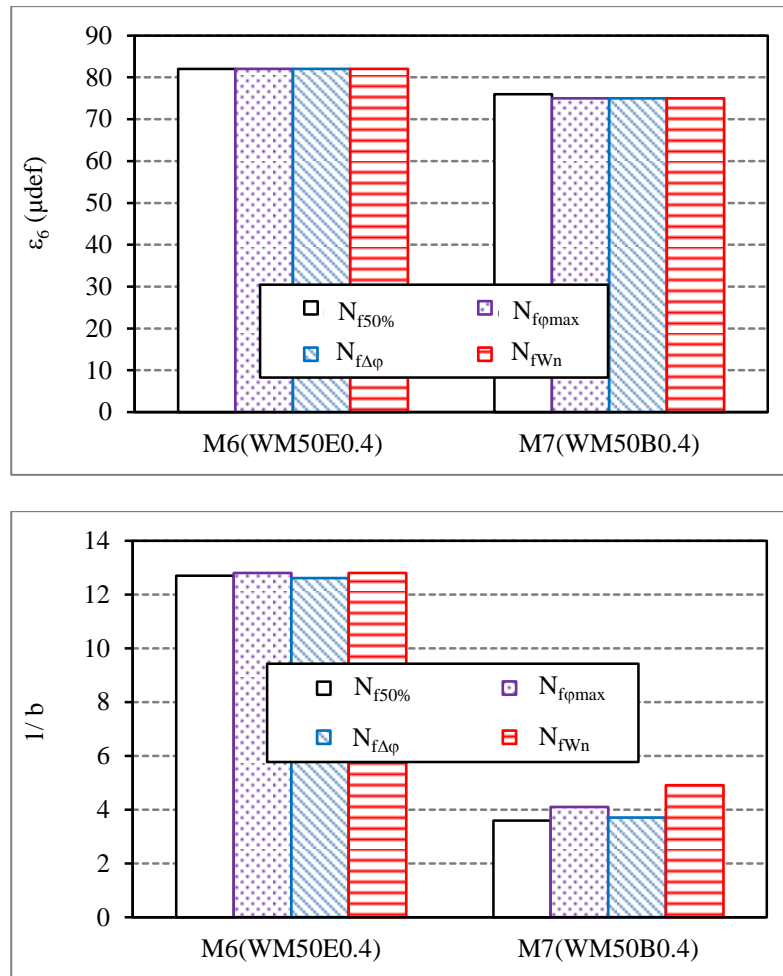 90
80
70
60
50
40
30
20
10
0
ε6 (μdef)
Nf50%
Nfφmax
NfΔφ
NfWn
M6(WM50E0.4)
M7(WM50B0.4)
14
12
10
8
6
4
2
0
1/ b
Nf50%
Nfφmax
NfΔφ
NfWn
M6(WM50E0.4)
M7(WM50B0.4)